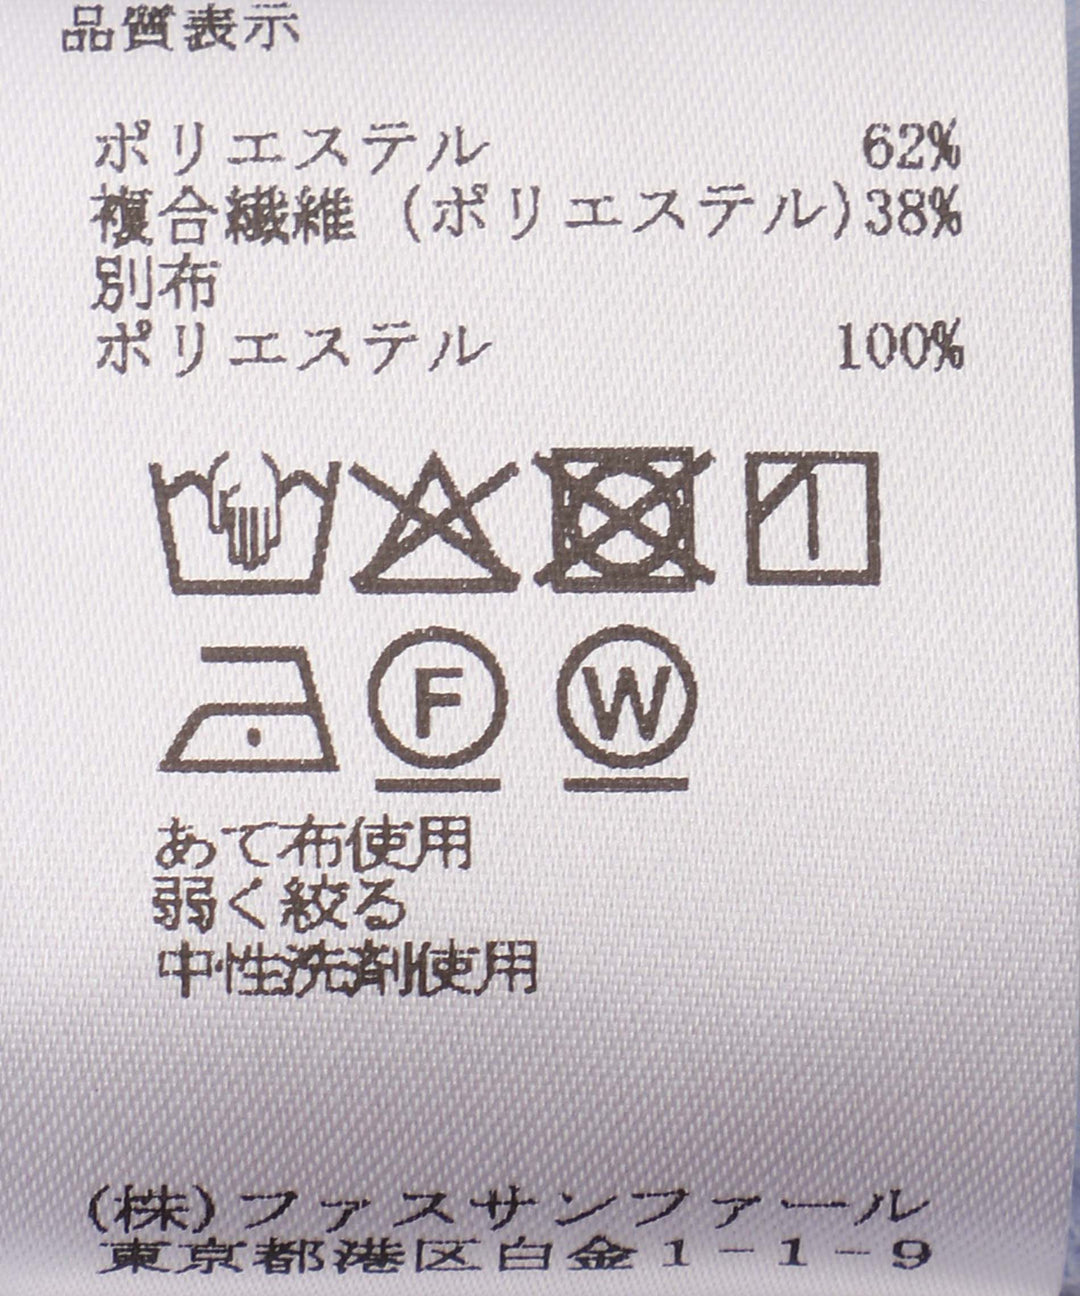 品質表示
ポリエステル 62%
複合繊維 (ポリエステル)38%
別布
ポリエステル 100%
F W
あて布使用
弱く絞る
中性洗剤使用
(株)ファスサンファール
東京都港区白金1-1-9